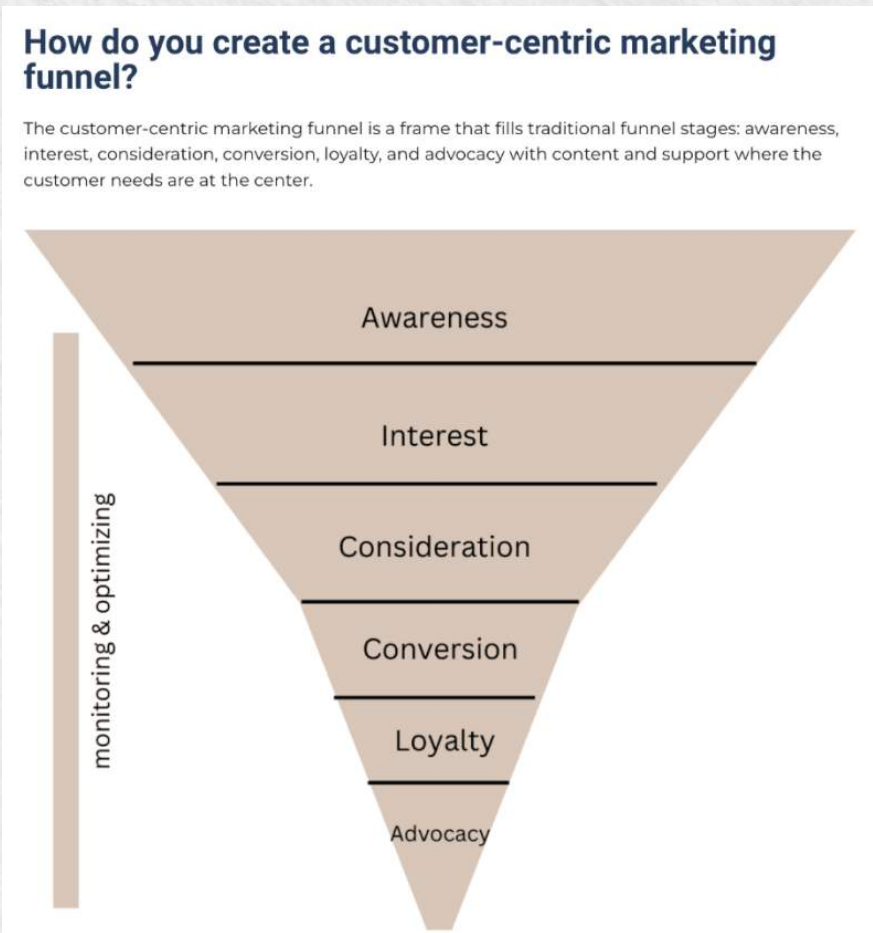 How do you create a customer-centric marketing
funnel?
The customer-centric marketing funnel is a frame that fills traditional funnel stages: awareness,
interest, consideration, conversion, loyalty, and advocacy with content and support where the
customer needs are at the center.
Awareness
Interest
Consideration
Conversion
Loyalty
Advocacy
monitoring & optimizing